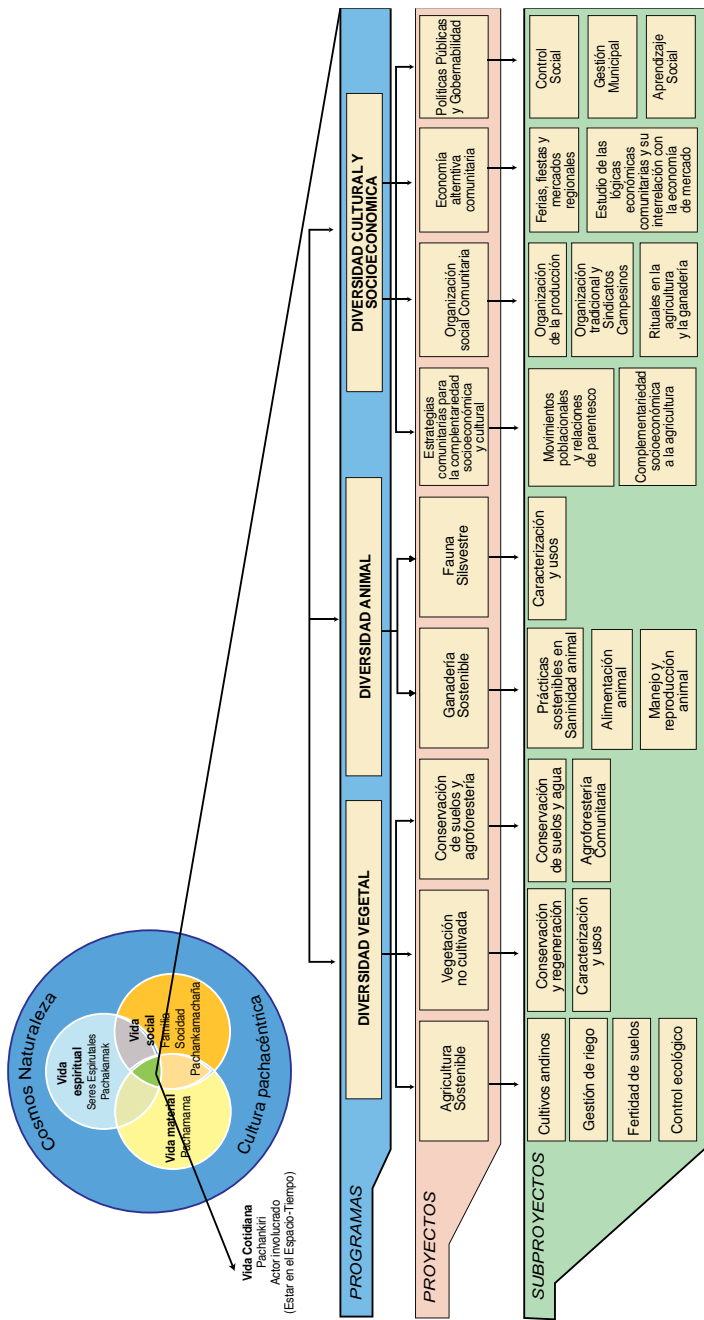 Cosmos Naturaleza
Vida
espiritual
Seres Espirutales
Pachakamak
Vida
social
Familia
Socidad
Pachankamachaña
Vida material
Pachamama
Cultura pachacéntrica
Vida Cotidiana
Pachankiri
Actor involucrado
(Estar en el Espacio-Tiempo)
PROGRAMAS
DIVERSIDAD VEGETAL
DIVERSIDAD ANIMAL
DIVERSIDAD CULTURAL Y
SOCIOECONOMICA
PROYECTOS
Agricultura
Sostenible
Vegetación
no cultivada
Conservación
de suelos y
agroforestería
Ganadería
Sostenible
Fauna
Silsvestre
Estrategias
comunitarias para
la complentariedad
socioeconómica
y cultural
Organización
social Comunitaria
Economía
alterntiva
comunitaria
Políticas Públicas
y Gobernabilidad
SUBPROYECTOS
Cultivos andinos
Gestión de riego
Fertidad de suelos
Control ecológico
Conservación
y regeneración
Caracterización
y usos
Conservación
de suelos y agua
Agroforestería
Comunitaria
Prácticas
sostenibles en
Saninidad animal
Alimentación
animal
Manejo y
reproducción
animal
Caracterización
y usos
Movimientos
poblacionales
y relaciones
de parentesco
Complementariedad
socioeconómica
a la agricultura
Organización
de la producción
Organización
tradicional y
Sindicatos
Campesinos
Rituales en la
agricultura
y la ganadería
Ferias, fiestas y
mercados
regionales
Estudio de las
lógicas
económicas
comunitarias y su
interrelación con
la economía
de mercado
Control
Social
Gestión
Municipal
Aprendizaje
Social